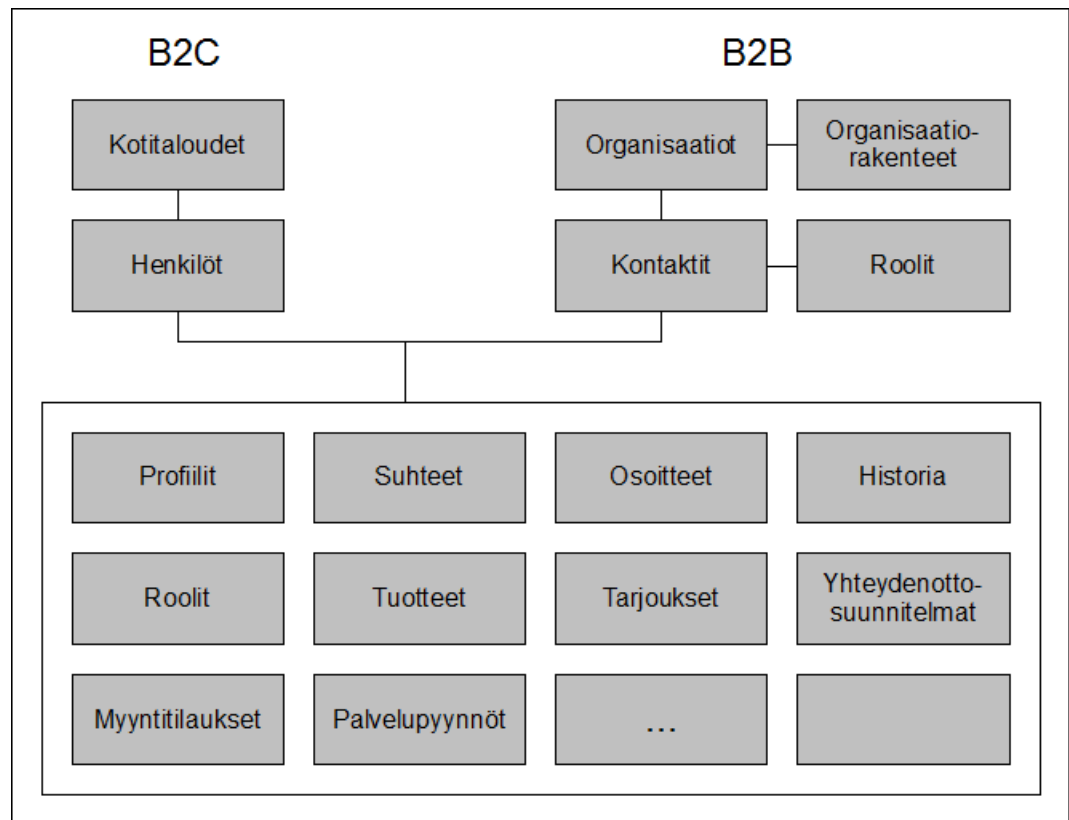 B2C
B2B
Kotitaloudet
Organisaatiot
Organisaatio-
rakenteet
Henkilöt
Kontaktit
Roolit
Profiilit
Suhteet
Osoitteet
Historia
Roolit
Tuotteet
Tarjoukset
Yhteydenotto-
suunnitelmat
Myyntitilaukset
Palvelupyynnöt
...